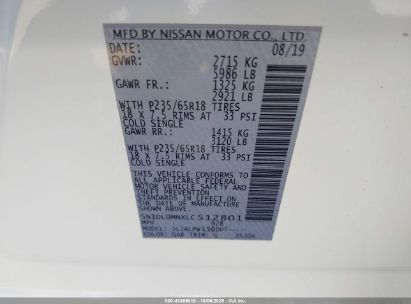 MFD BY NISSAN MOTOR CO., LTD.
DATE: 08/19
GVWR: 2715 KG
5986 LB
GAWR FR.: 1325 KG
2921 LB
WITH P235/65R18 TIRES
18 X 7.5 RIMS AT 33 PSI
COLD SINGLE
GAWR RR.: 1415 KG
3120 LB
WITH P235/65R18 TIRES
18 X 7.5 RIMS AT 33 PSI
COLD SINGLE
THIS VEHICLE CONFORMS TO
ALL APPLICABLE FEDERAL
MOTOR VEHICLE SAFETY AND
THEFT PREVENTION
STANDARDS IN EFFECT ON
THE DATE OF MANUFACTURE
SHOWN ABOVE.
5N1DL0MNXLC512801
MPV
MODEL:
COLOR: TRIM: G